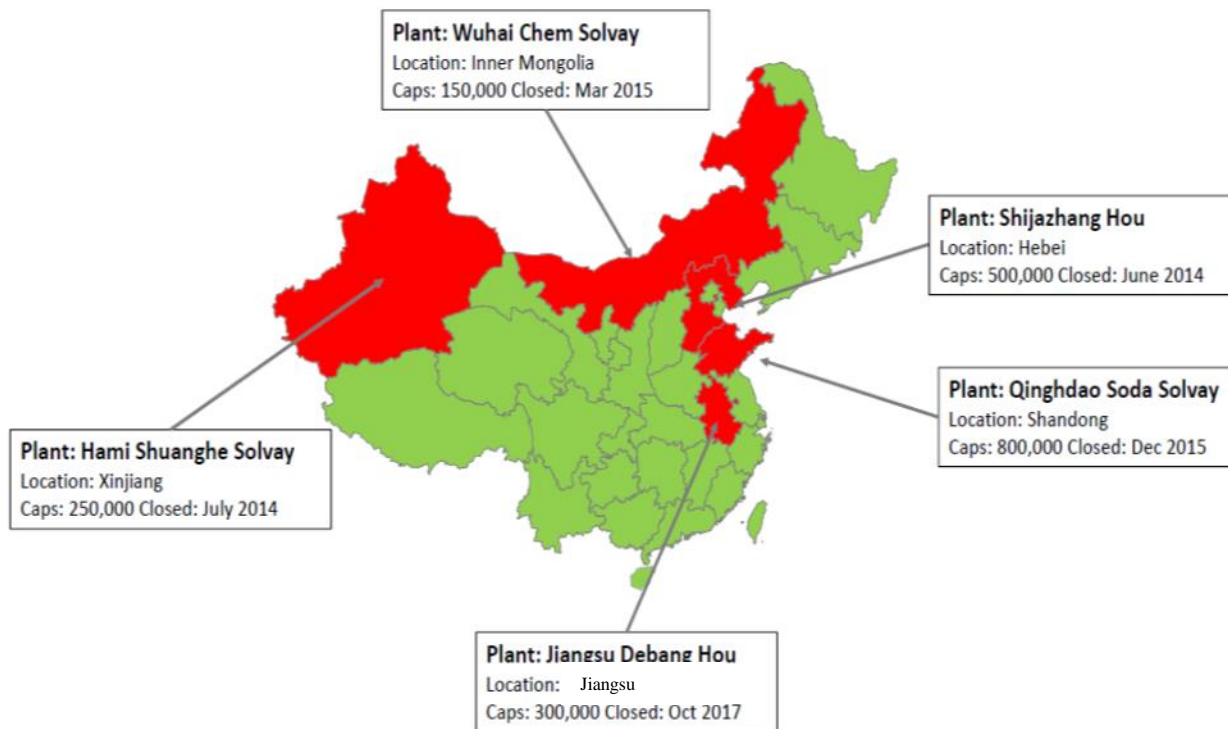 Plant: Wuhai Chem Solvay
Location: Inner Mongolia
Caps: 150,000 Closed: Mar 2015
Plant: Shijazhang Hou
Location: Hebei
Caps: 500,000 Closed: June 2014
Plant: Qinghdao Soda Solvay
Location: Shandong
Caps: 800,000 Closed: Dec 2015
Plant: Hami Shuanghe Solvay
Location: Xinjiang
Caps: 250,000 Closed: July 2014
Plant: Jiangsu Debang Hou
Location: Jiangsu
Caps: 300,000 Closed: Oct 2017